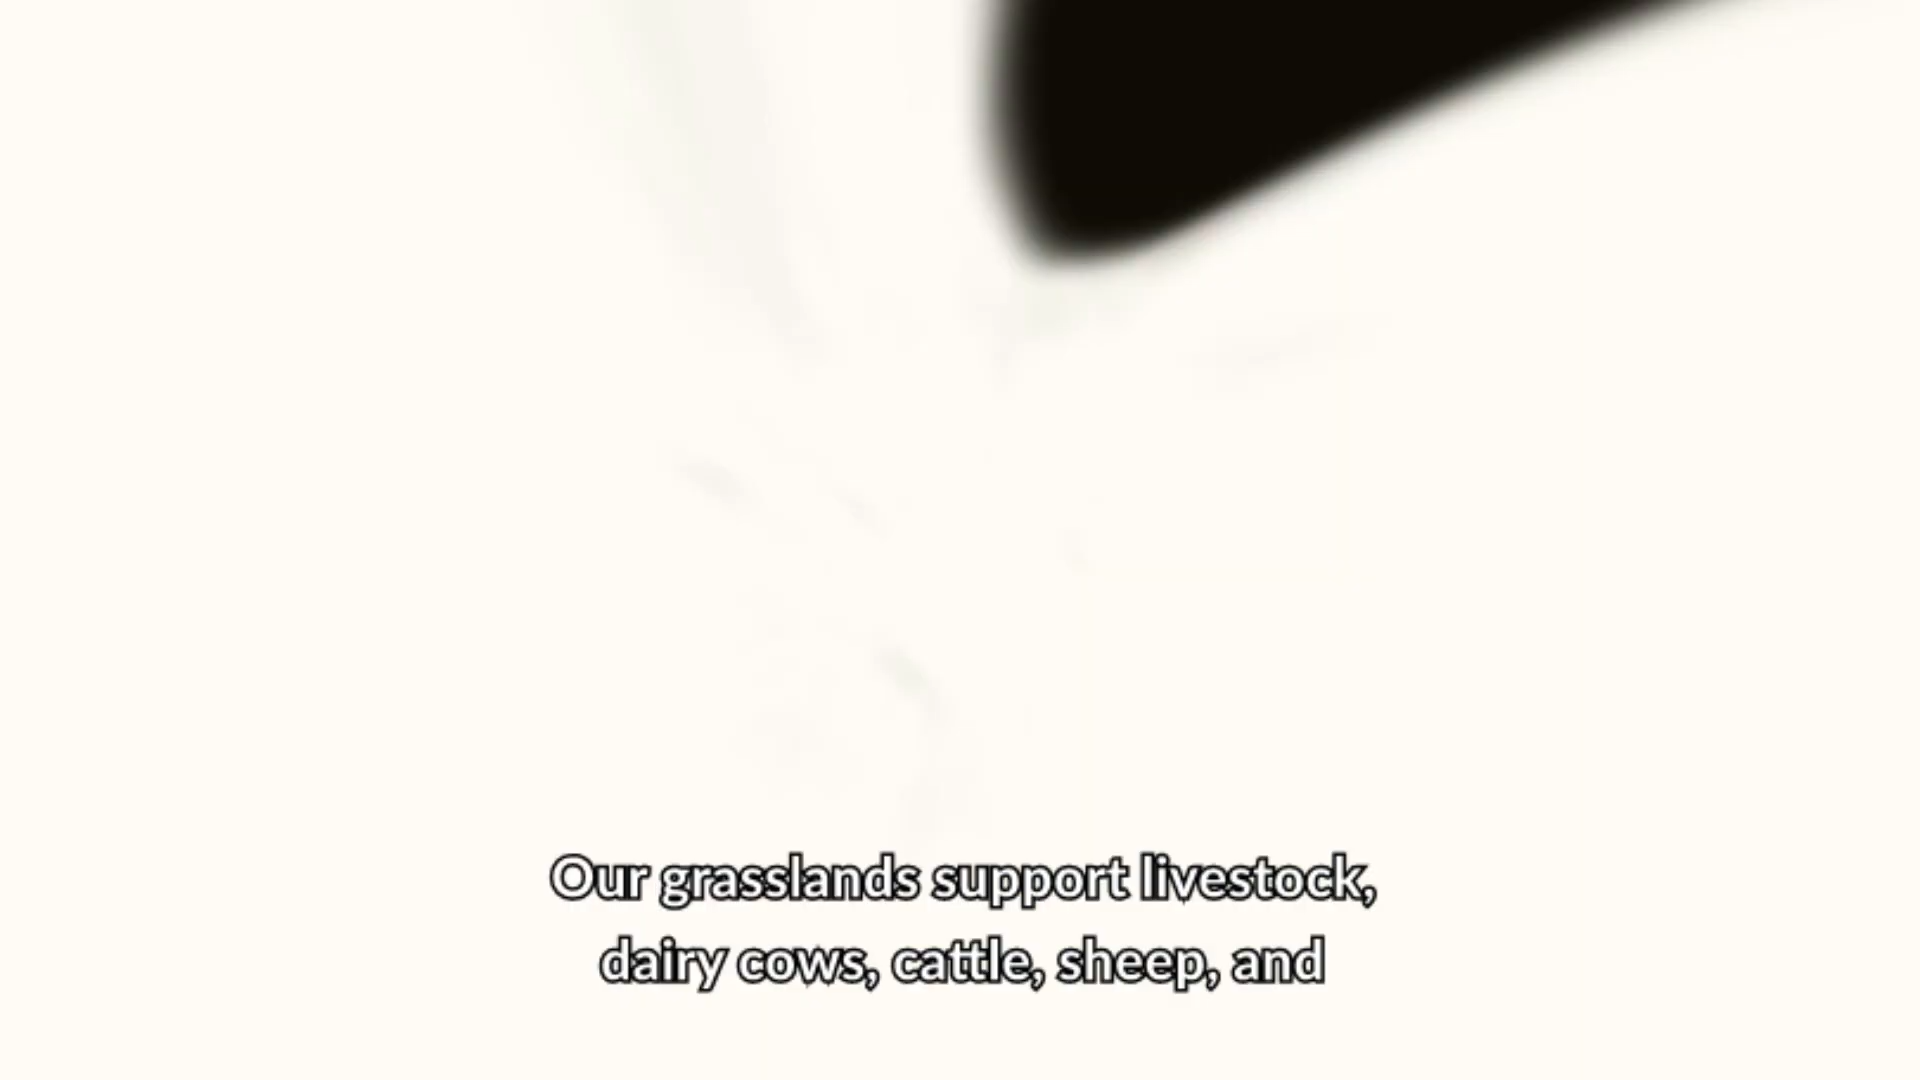 Our grasslands support livestock,
dairy cows, cattle, sheep, and